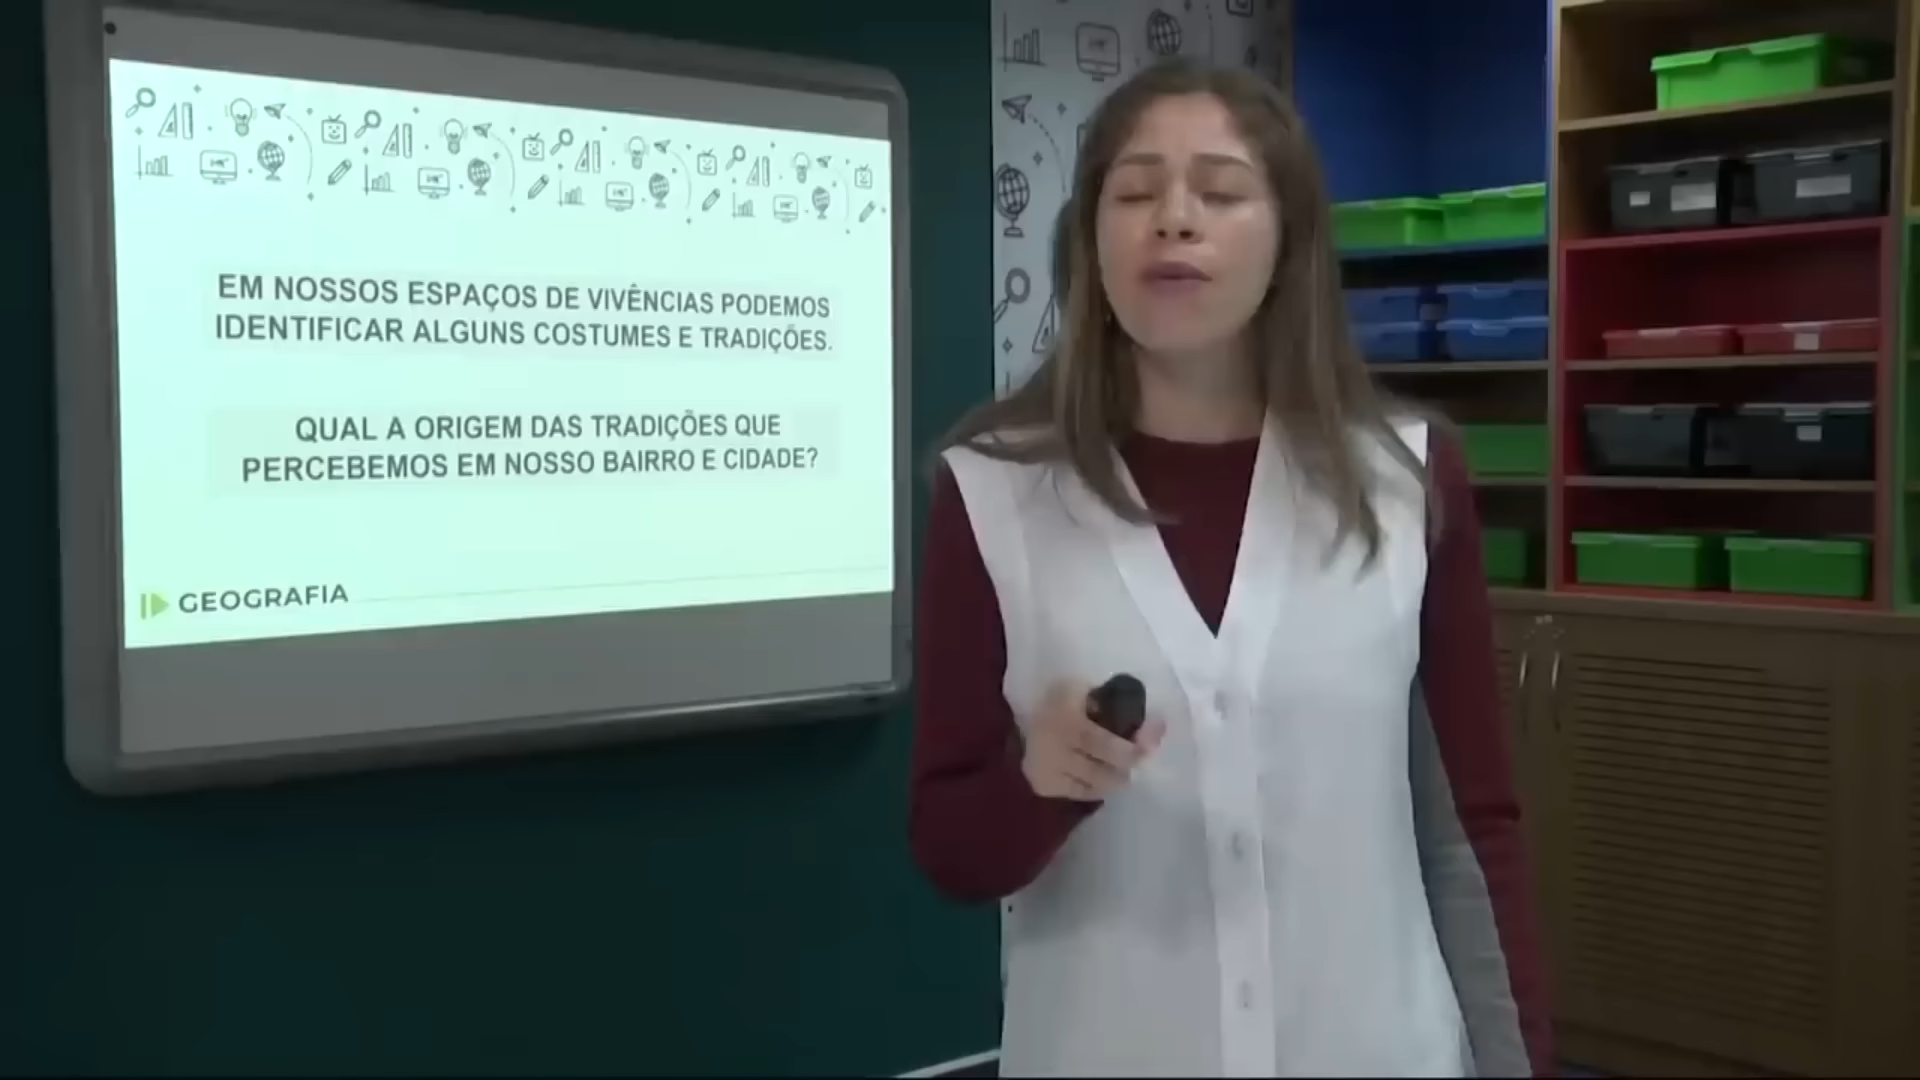 EM NOSSOS ESPAÇOS DE VIVÊNCIAS PODEMOS
IDENTIFICAR ALGUNS COSTUMES E TRADIÇÕES.
QUAL A ORIGEM DAS TRADIÇÕES QUE
PERCEBEMOS EM NOSSO BAIRRO E CIDADE?
GEOGRAFIA